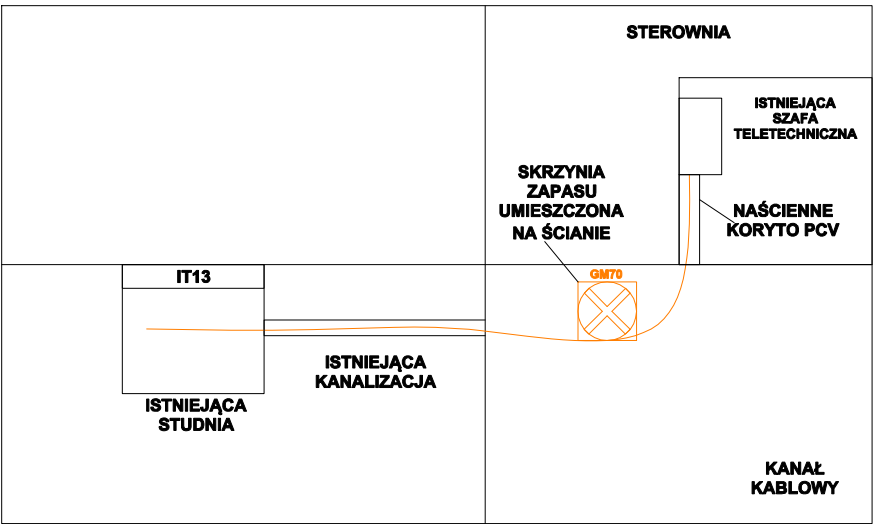 STEROWNIA
ISTNIEJĄCA
SZAFA
TELETECHNICZNA
SKRZYNIA
ZAPASU
UMIESZCZONA
NA ŚCIANIE
NAŚCIENNE
KORYTO PCV
IT13
GM70
ISTNIEJĄCA
KANALIZACJA
ISTNIEJĄCA
STUDNIA
KANAŁ
KABLOWY